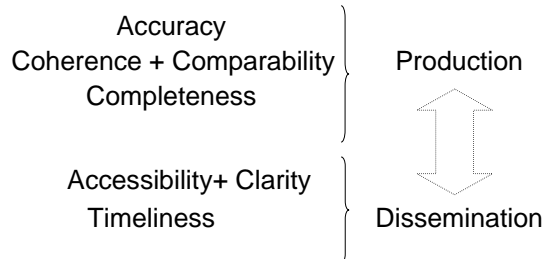 Accuracy
Coherence + Comparability
Completeness
Production
Accessibility+ Clarity
Timeliness
Dissemination